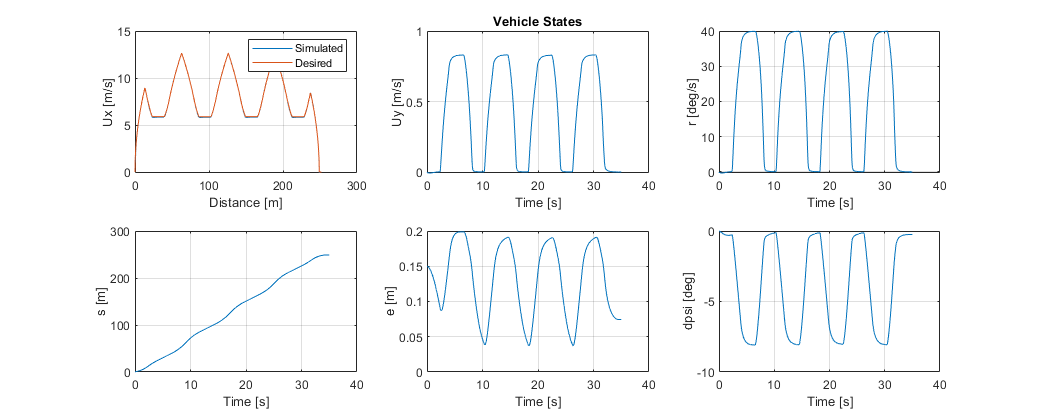 Vehicle States
15
10
5
0
Ux [m/s]
Simulated
Desired
0 100 200 300
Distance [m]
1
0.5
0
Uy [m/s]
0 10 20 30 40
Time [s]
40
30
20
10
0
r [deg/s]
0 10 20 30 40
Time [s]
300
200
100
0
s [m]
0 10 20 30 40
Time [s]
0.2
0.15
0.1
0.05
0
e [m]
0 10 20 30 40
Time [s]
0
-5
-10
dpsi [deg]
0 10 20 30 40
Time [s]